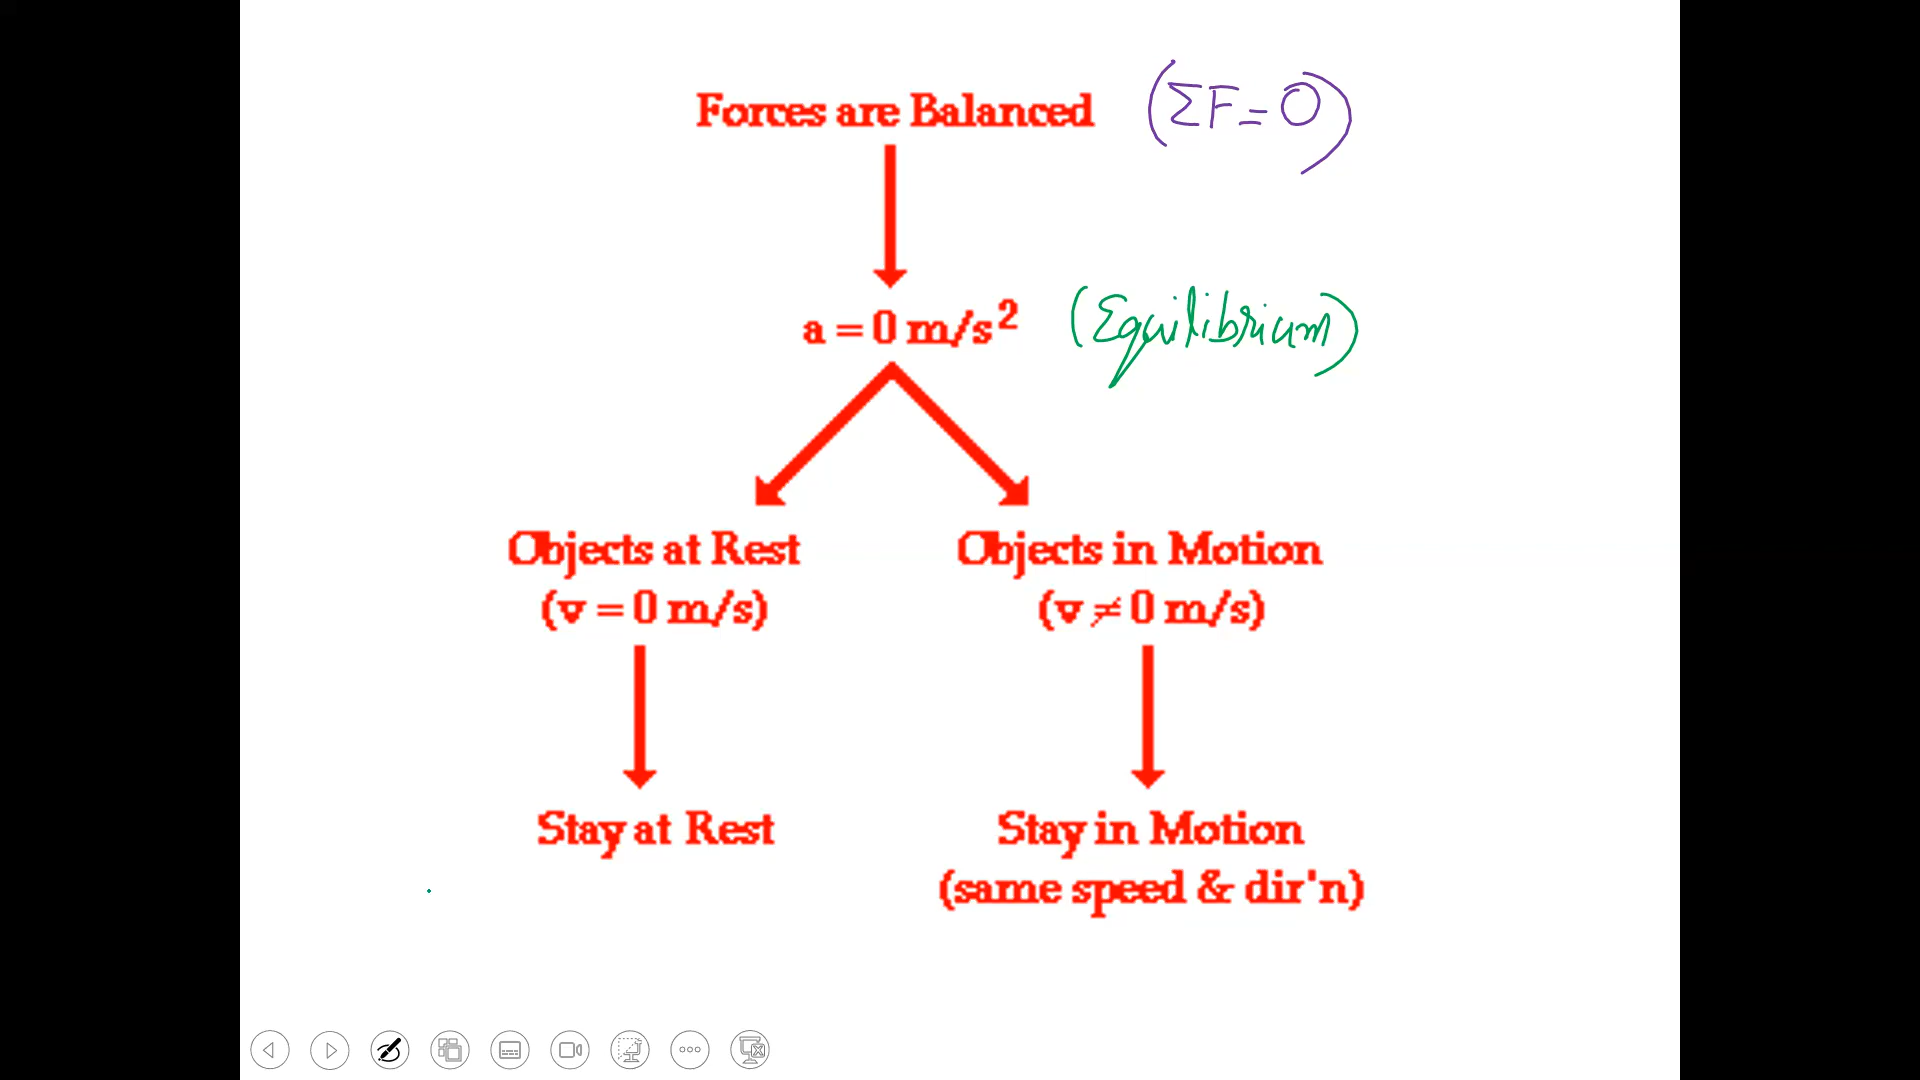 Forces are Balanced (ΣF=0)
a = 0 m/s² (Equilibrium)
Objects at Rest
(v = 0 m/s)
Objects in Motion
(v ≠ 0 m/s)
Stay at Rest
Stay in Motion
(same speed & dir'n)